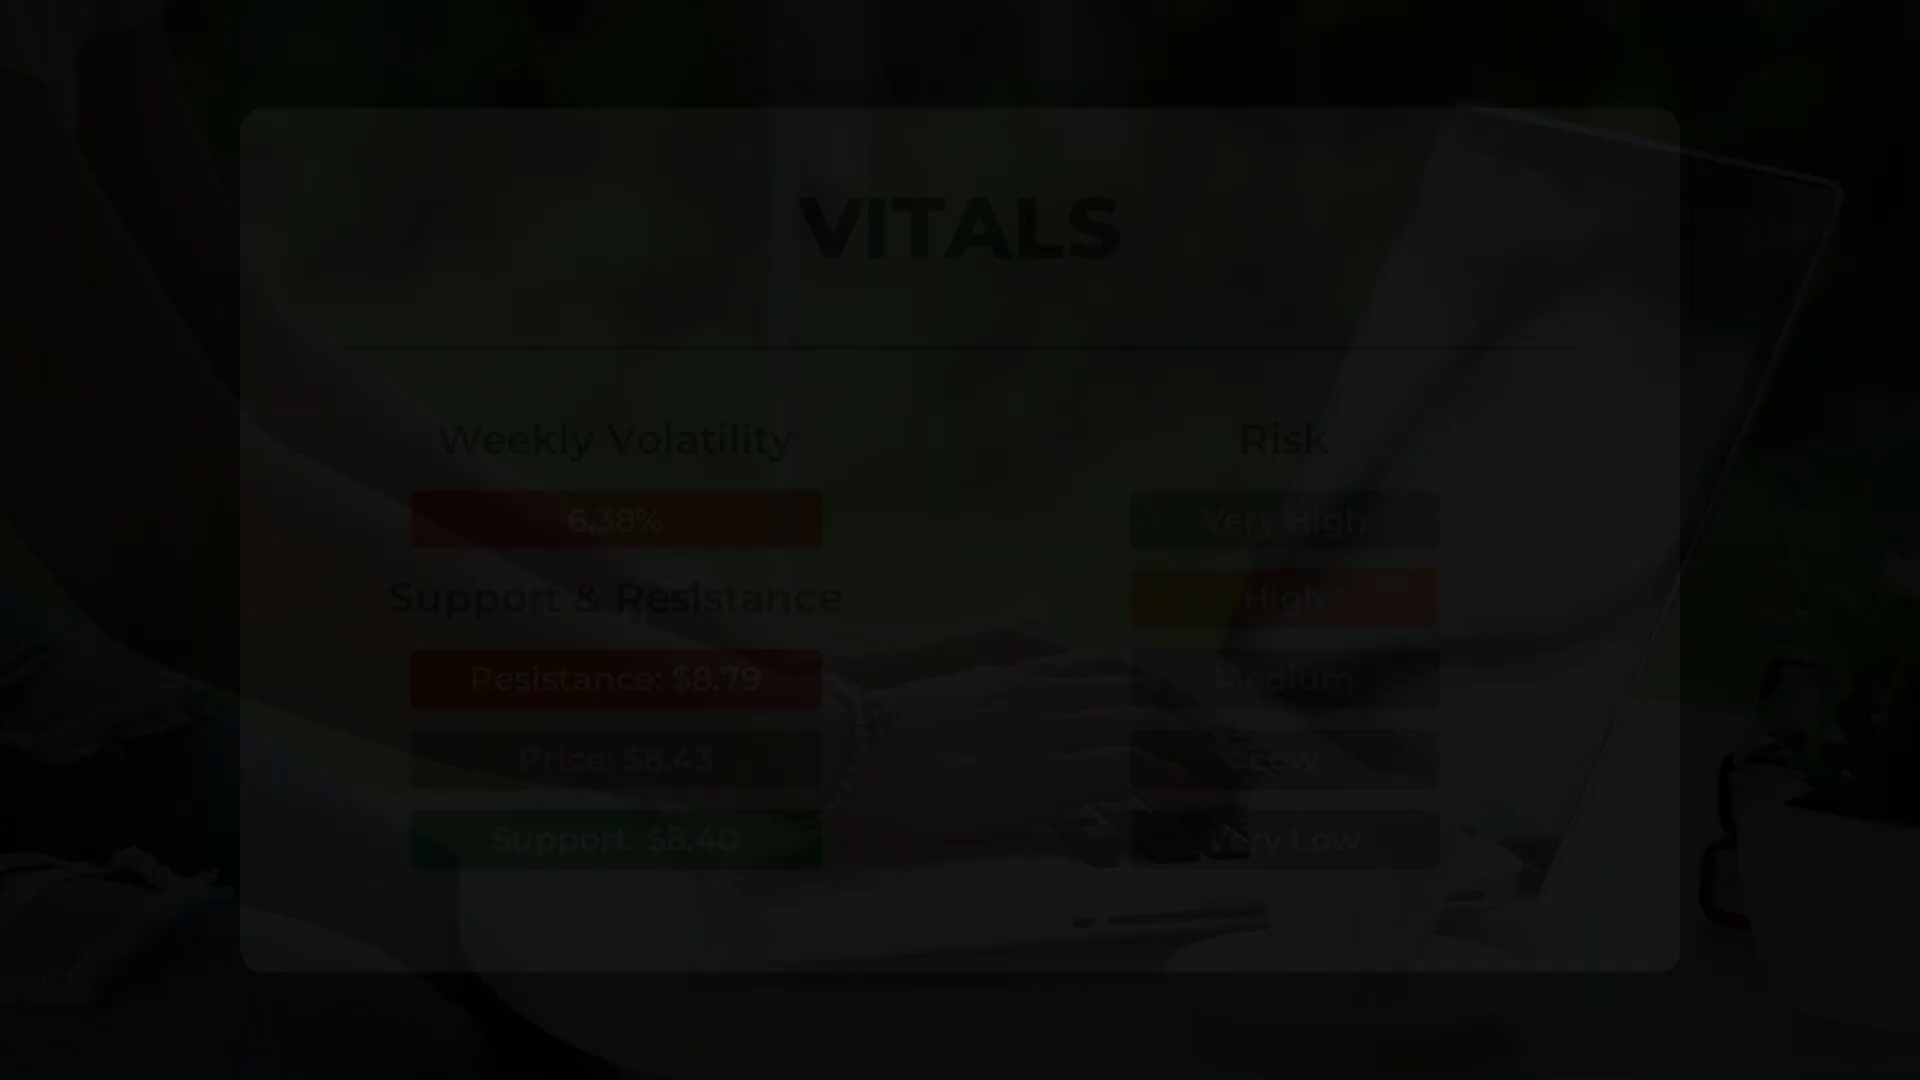 VITALS
Weekly Volatility
6.38%
Support & Resistance
Resistance: $8.79
Price: $8.43
Support: $8.40
Risk
Very High
High
Medium
Low
Very Low